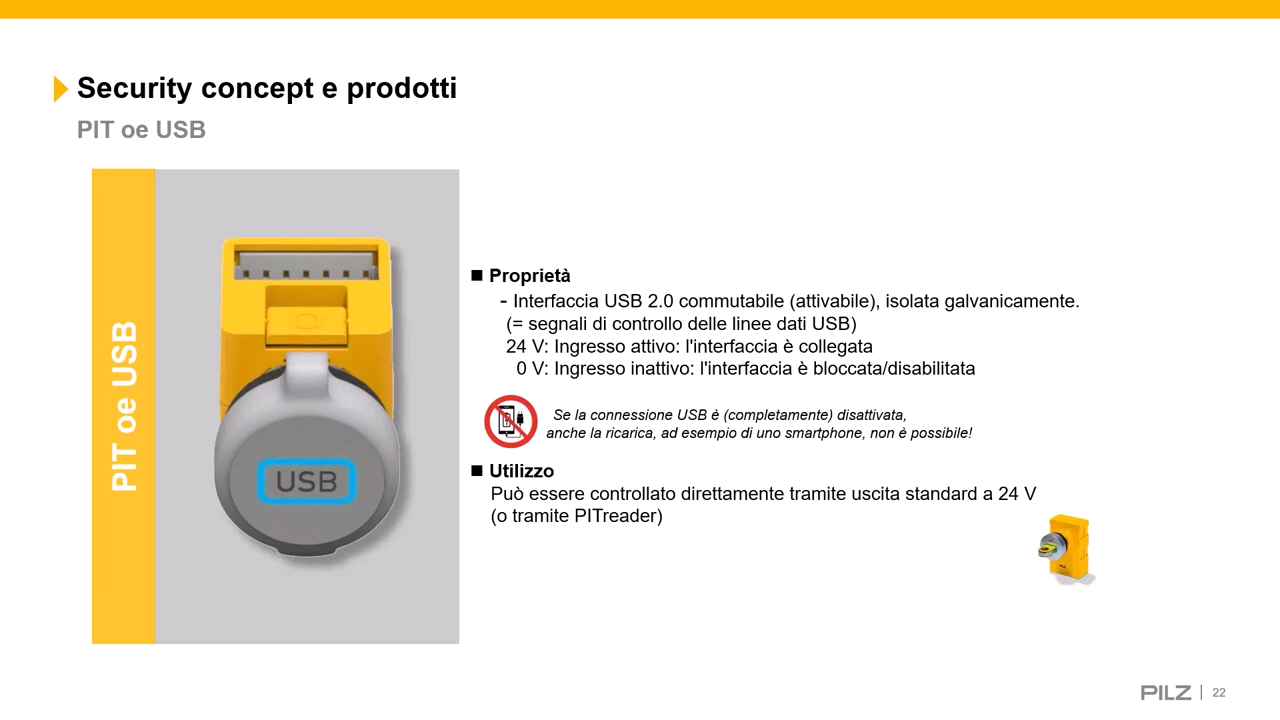 Security concept e prodotti
PIT oe USB
PIT oe USB
USB
■ Proprietà
- Interfaccia USB 2.0 commutabile (attivabile), isolata galvanicamente.
(= segnali di controllo delle linee dati USB)
24 V: Ingresso attivo: l'interfaccia è collegata
0 V: Ingresso inattivo: l'interfaccia è bloccata/disabilitata
Se la connessione USB è (completamente) disattivata,
anche la ricarica, ad esempio di uno smartphone, non è possibile!
■ Utilizzo
Può essere controllato direttamente tramite uscita standard a 24 V
(o tramite PITreader)
PILZ | 22